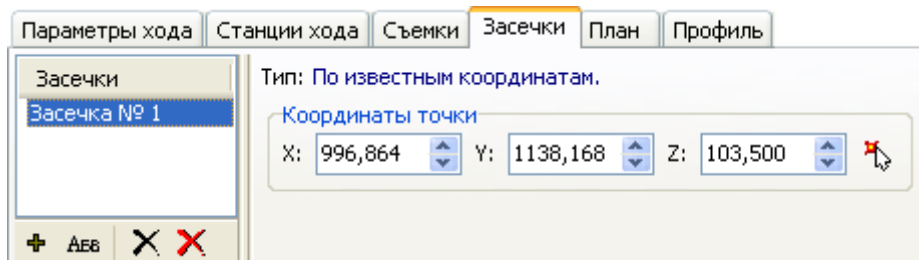 Параметры хода Станции хода Съемки Засечки План Профиль
Засечки
Засечка № 1
Тип: По известным координатам.
Координаты точки
X: 996,864 Y: 1138,168 Z: 103,500
АБВ